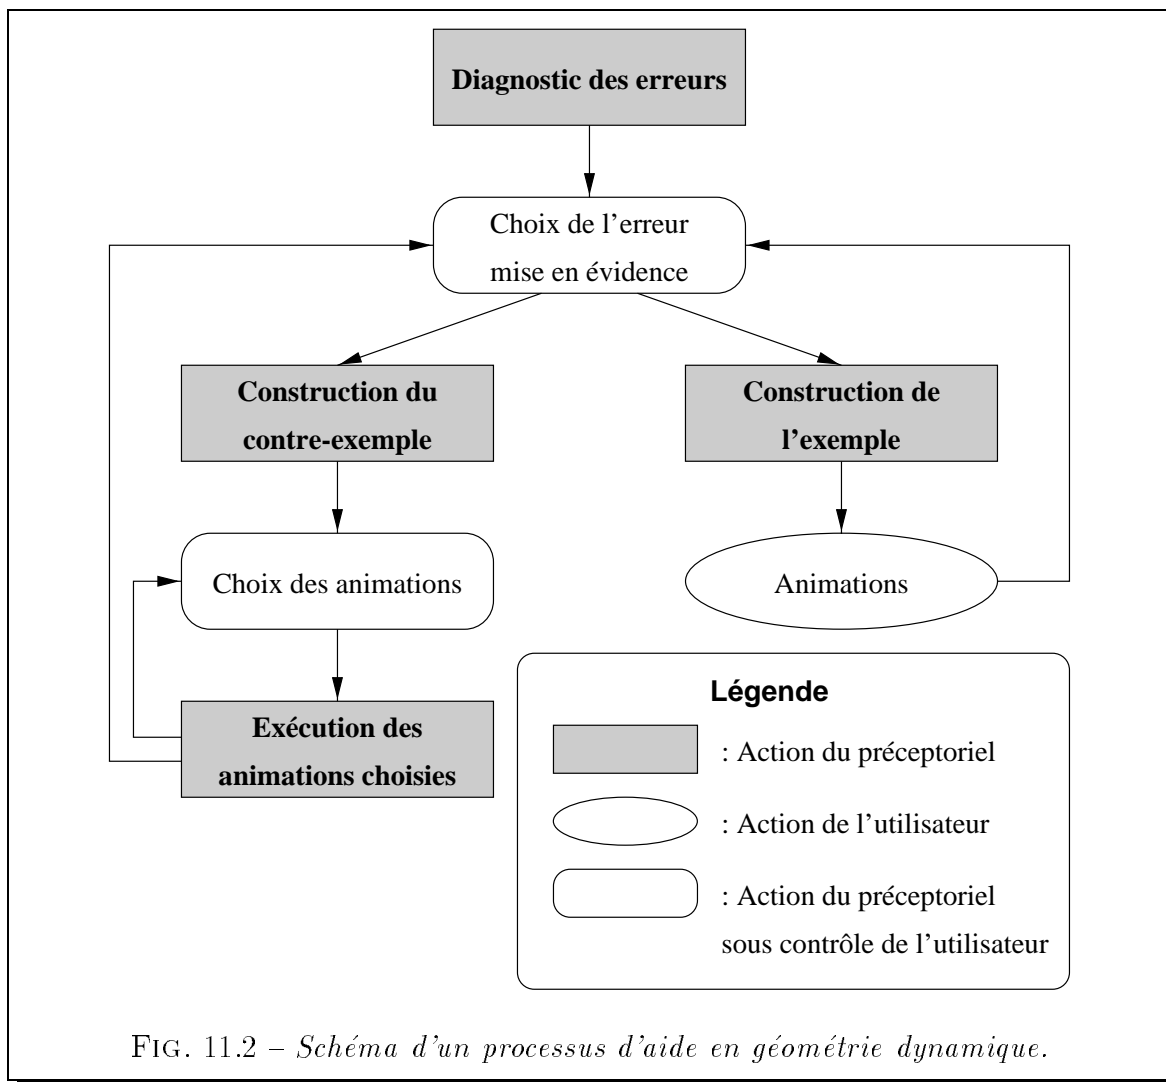 Diagnostic des erreurs
Choix de l’erreur
mise en évidence
Construction du
contre-exemple
Construction de
l’exemple
Choix des animations
Animations
Exécution des
animations choisies
Légende
: Action du préceptoriel
: Action de l’utilisateur
: Action du préceptoriel
sous contrôle de l’utilisateur
FIG. 11.2 – Schéma d'un processus d'aide en géométrie dynamique.